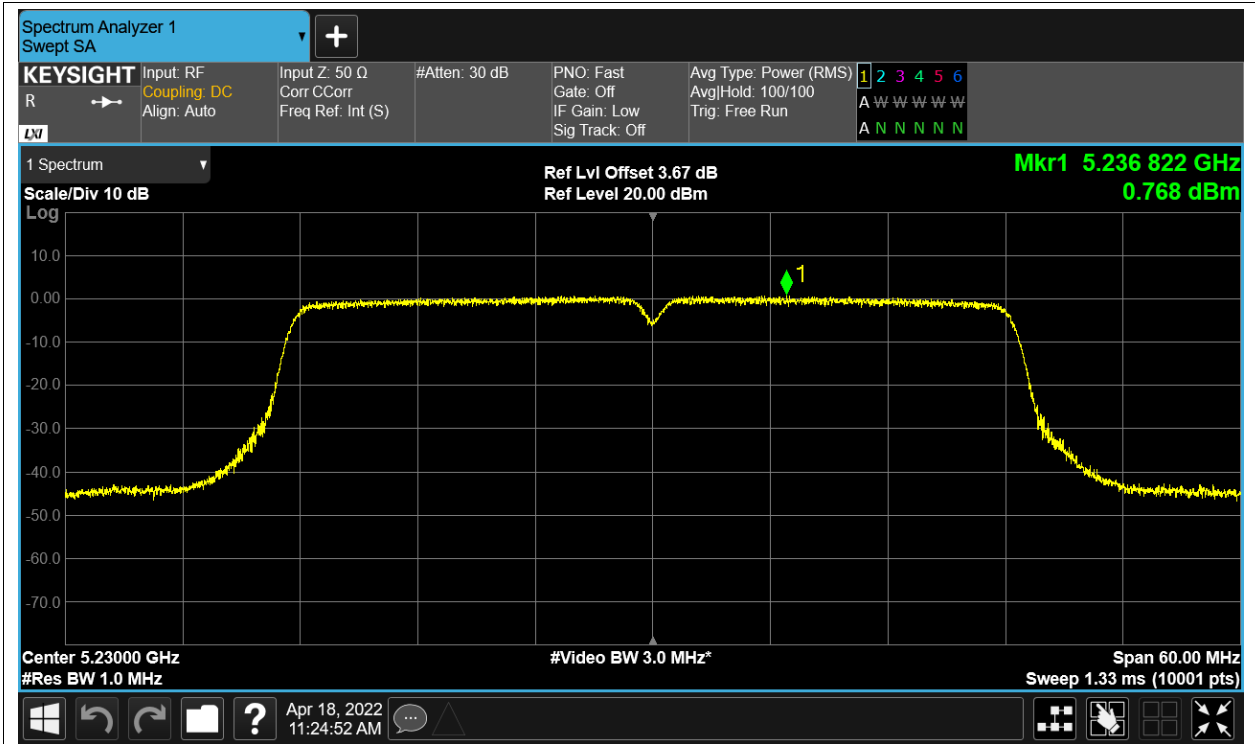 Spectrum Analyzer 1
Swept SA
KEYSIGHT
R
LXI
Input: RF
Coupling: DC
Align: Auto
Input Z: 50 Ω
Corr CCorr
Freq Ref: Int (S)
#Atten: 30 dB
PNO: Fast
Gate: Off
IF Gain: Low
Sig Track: Off
Avg Type: Power (RMS)
Avg|Hold: 100/100
Trig: Free Run
1 2 3 4 5 6
A W W W W W
A N N N N N
1 Spectrum
Scale/Div 10 dB
Log
Ref Lvl Offset 3.67 dB
Ref Level 20.00 dBm
Mkr1 5.236 822 GHz
0.768 dBm
1
10.0
0.00
-10.0
-20.0
-30.0
-40.0
-50.0
-60.0
-70.0
Center 5.23000 GHz
#Res BW 1.0 MHz
#Video BW 3.0 MHz*
Span 60.00 MHz
Sweep 1.33 ms (10001 pts)
?
Apr 18, 2022
11:24:52 AM